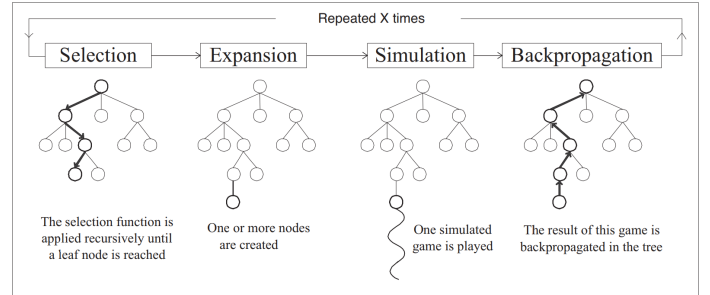 Repeated X times
Selection
Expansion
Simulation
Backpropagation
The selection function is
applied recursively until
a leaf node is reached
One or more nodes
are created
One simulated
game is played
The result of this game is
backpropagated in the tree